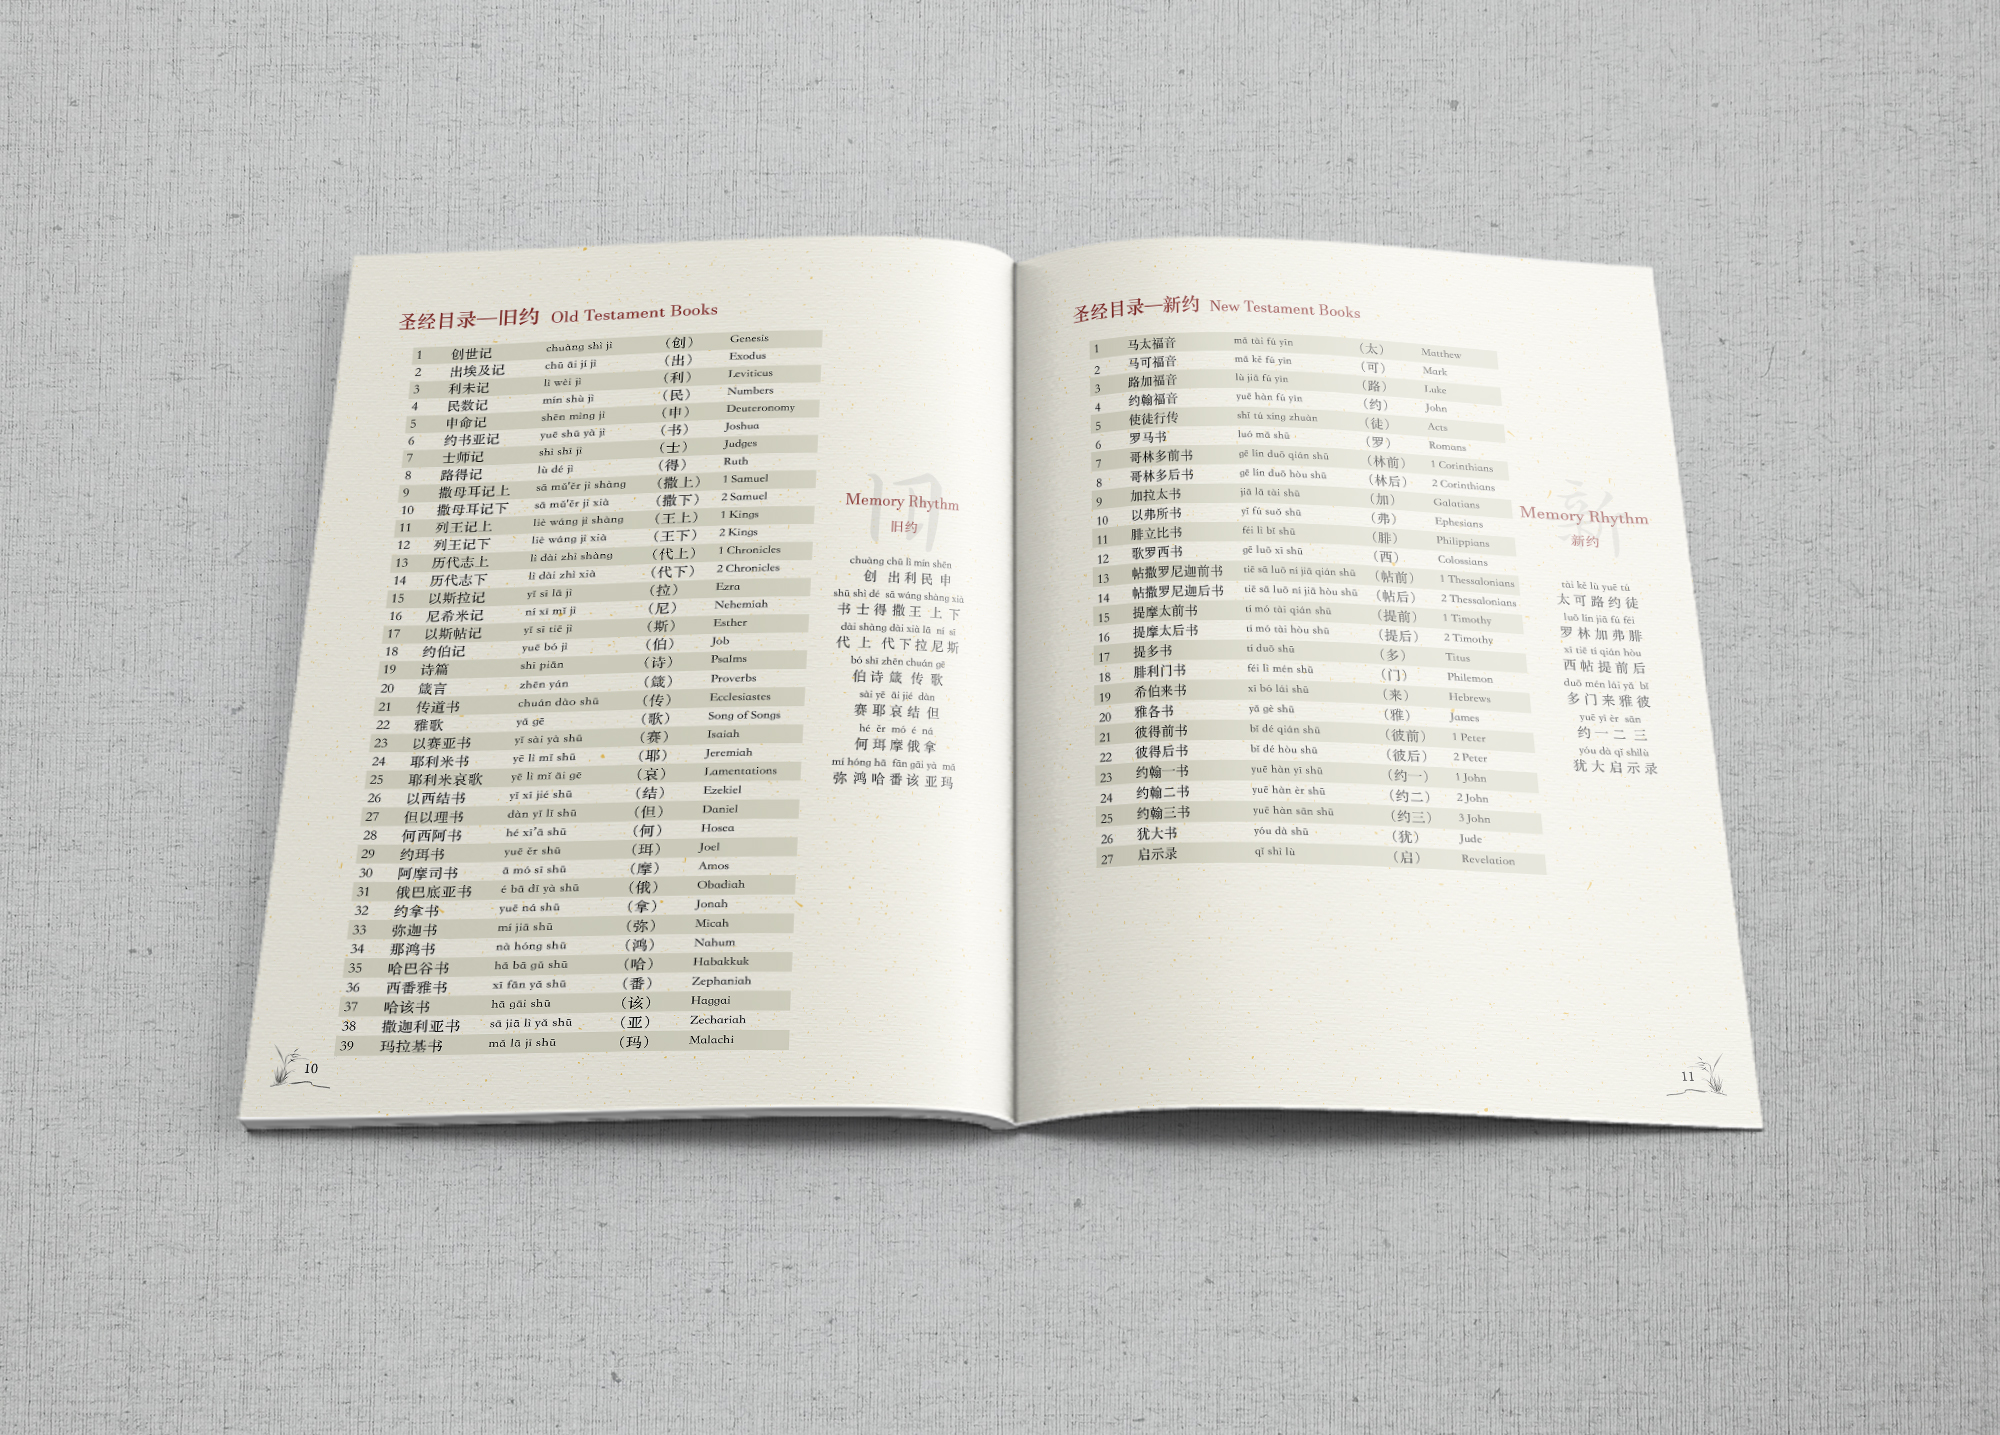 圣经目录—旧约 Old Testament Books
1 创世记 chuàng shì jì （创） Genesis
2 出埃及记 chū āi jí jì （出） Exodus
3 利未记 lì wèi jì （利） Leviticus
4 民数记 mín shù jì （民） Numbers
5 申命记 shēn mìng jì （申） Deuteronomy
6 约书亚记 yuē shū yà jì （书） Joshua
7 士师记 shì shī jì （士） Judges
8 路得记 lù dé jì （得） Ruth
9 撒母耳记上 sā mǔ'ěr jì shàng （撒上） 1 Samuel
10 撒母耳记下 sā mǔ'ěr jì xià （撒下） 2 Samuel
11 列王记上 liè wáng jì shàng （王上） 1 Kings
12 列王记下 liè wáng jì xià （王下） 2 Kings
13 历代志上 lì dài zhì shàng （代上） 1 Chronicles
14 历代志下 lì dài zhì xià （代下） 2 Chronicles
15 以斯拉记 yǐ sī lā jì （拉） Ezra
16 尼希米记 ní xī mǐ jì （尼） Nehemiah
17 以斯帖记 yǐ sī tiē jì （斯） Esther
18 约伯记 yuē bó jì （伯） Job
19 诗篇 shī piān （诗） Psalms
20 箴言 zhēn yán （箴） Proverbs
21 传道书 chuán dào shū （传） Ecclesiastes
22 雅歌 yǎ gē （歌） Song of Songs
23 以赛亚书 yǐ sài yà shū （赛） Isaiah
24 耶利米书 yē lì mǐ shū （耶） Jeremiah
25 耶利米哀歌 yē lì mǐ āi gē （哀） Lamentations
26 以西结书 yǐ xī jié shū （结） Ezekiel
27 但以理书 dàn yǐ lǐ shū （但） Daniel
28 何西阿书 hé xī'ā shū （何） Hosea
29 约珥书 yuē ěr shū （珥） Joel
30 阿摩司书 ā mó sī shū （摩） Amos
31 俄巴底亚书 é bā dǐ yà shū （俄） Obadiah
32 约拿书 yuē ná shū （拿） Jonah
33 弥迦书 mí jiā shū （弥） Micah
34 那鸿书 nà hóng shū （鸿） Nahum
35 哈巴谷书 hā bā gǔ shū （哈） Habakkuk
36 西番雅书 xī fān yǎ shū （番） Zephaniah
37 哈该书 hā gāi shū （该） Haggai
38 撒迦利亚书 sā jiā lì yà shū （亚） Zechariah
39 玛拉基书 mǎ lā jī shū （玛） Malachi
旧
Memory Rhythm
旧约
chuàng chū lì mín shēn
创 出利民申
shū shì dé sā wáng shàng xià
书士得撒王上下
dài shàng dài xià lā ní sī
代上 代下拉尼斯
bó shī zhēn chuán gē
伯诗箴传歌
sài yē āi jié dàn
赛耶哀结但
hé ěr mó é ná
何珥摩俄拿
mí hóng hā fān gāi yà mǎ
弥鸿哈番该亚玛
10
圣经目录—新约 New Testament Books
1 马太福音 mǎ tài fú yīn （太） Matthew
2 马可福音 mǎ kě fú yīn （可） Mark
3 路加福音 lù jiā fú yīn （路） Luke
4 约翰福音 yuē hàn fú yīn （约） John
5 使徒行传 shǐ tú xíng zhuàn （徒） Acts
6 罗马书 luó mǎ shū （罗） Romans
7 哥林多前书 gē lín duō qián shū （林前） 1 Corinthians
8 哥林多后书 gē lín duō hòu shū （林后） 2 Corinthians
9 加拉太书 jiā lā tài shū （加） Galatians
10 以弗所书 yǐ fú suǒ shū （弗） Ephesians
11 腓立比书 féi lì bǐ shū （腓） Philippians
12 歌罗西书 gē luó xī shū （西） Colossians
13 帖撒罗尼迦前书 tiē sā luó ní jiā qián shū （帖前） 1 Thessalonians
14 帖撒罗尼迦后书 tiē sā luó ní jiā hòu shū （帖后） 2 Thessalonians
15 提摩太前书 tí mó tài qián shū （提前） 1 Timothy
16 提摩太后书 tí mó tài hòu shū （提后） 2 Timothy
17 提多书 tí duō shū （多） Titus
18 腓利门书 féi lì mén shū （门） Philemon
19 希伯来书 xī bó lái shū （来） Hebrews
20 雅各书 yǎ gè shū （雅） James
21 彼得前书 bǐ dé qián shū （彼前） 1 Peter
22 彼得后书 bǐ dé hòu shū （彼后） 2 Peter
23 约翰一书 yuē hàn yī shū （约一） 1 John
24 约翰二书 yuē hàn èr shū （约二） 2 John
25 约翰三书 yuē hàn sān shū （约三） 3 John
26 犹大书 yóu dà shū （犹） Jude
27 启示录 qǐ shì lù （启） Revelation
新
Memory Rhythm
新约
tài kě lù yuē tú
太可路约徒
luó lín jiā fú féi
罗林加弗腓
xī tiē tí qián hòu
西帖提前后
duō mén lái yǎ bǐ
多门来雅彼
yuē yī èr sān
约一二三
yóu dà qǐ shìlù
犹大启示录
11